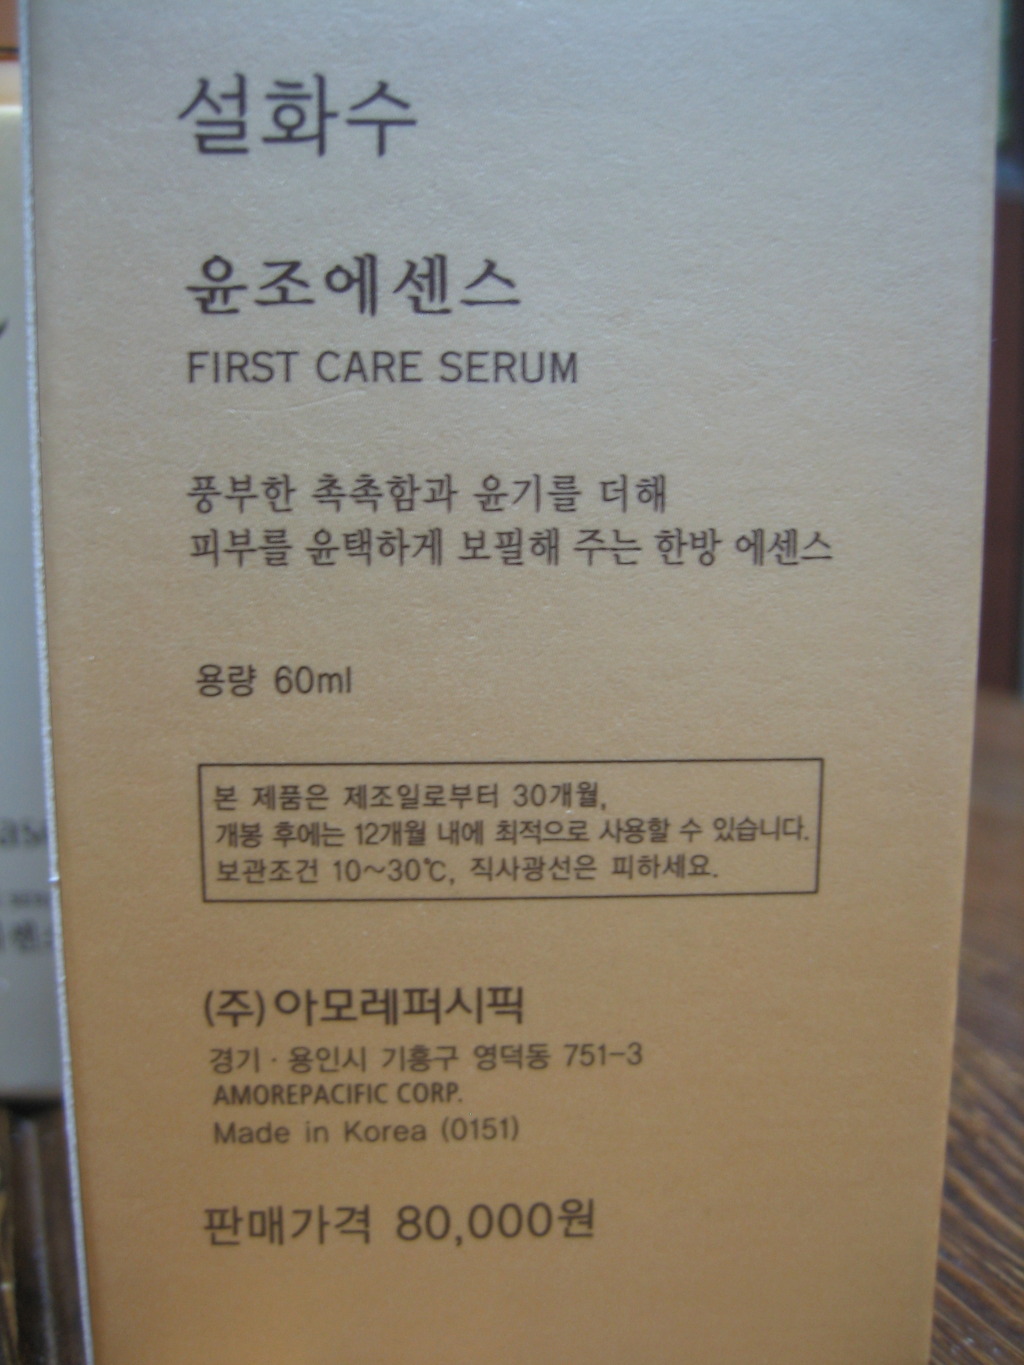 설화수
윤조에센스
FIRST CARE SERUM
풍부한 촉촉함과 윤기를 더해
피부를 윤택하게 보필해 주는 한방 에센스
용량 60ml
본 제품은 제조일로부터 30개월,
개봉 후에는 12개월 내에 최적으로 사용할 수 있습니다.
보관조건 10~30℃, 직사광선은 피하세요.
(주)아모레퍼시픽
경기·용인시 기흥구 영덕동 751-3
AMOREPACIFIC CORP.
Made in Korea (0151)
판매가격 80,000원